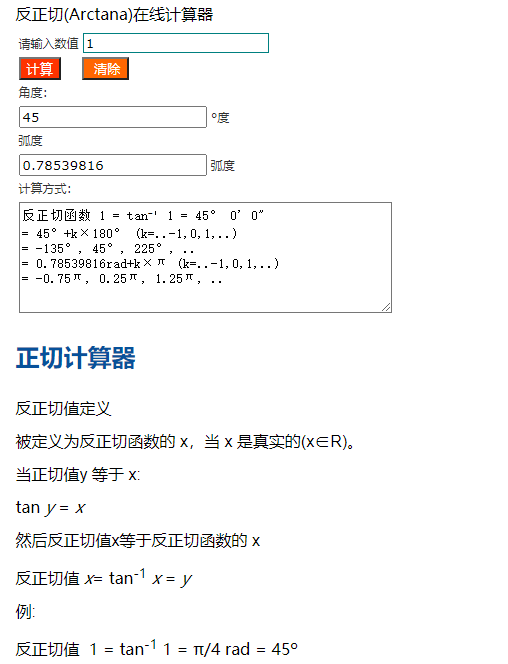 反正切(Arctana)在线计算器
请输入数值 1
计算 清除
角度：
45 º度
弧度
0.78539816 弧度
计算方式：
反正切函数 1 = tan⁻¹ 1 = 45° 0′ 0″
= 45°+k×180° (k=..-1,0,1,..)
= -135°, 45°, 225°, ..
= 0.78539816rad+k×π (k=..-1,0,1,..)
= -0.75π, 0.25π, 1.25π, ..
正切计算器
反正切值定义
被定义为反正切函数的 x，当 x 是真实的(x∈R)。
当正切值y 等于 x:
tan y = x
然后反正切值x等于反正切函数的 x
反正切值 x= tan⁻¹ x = y
例:
反正切值 1 = tan⁻¹ 1 = π/4 rad = 45º